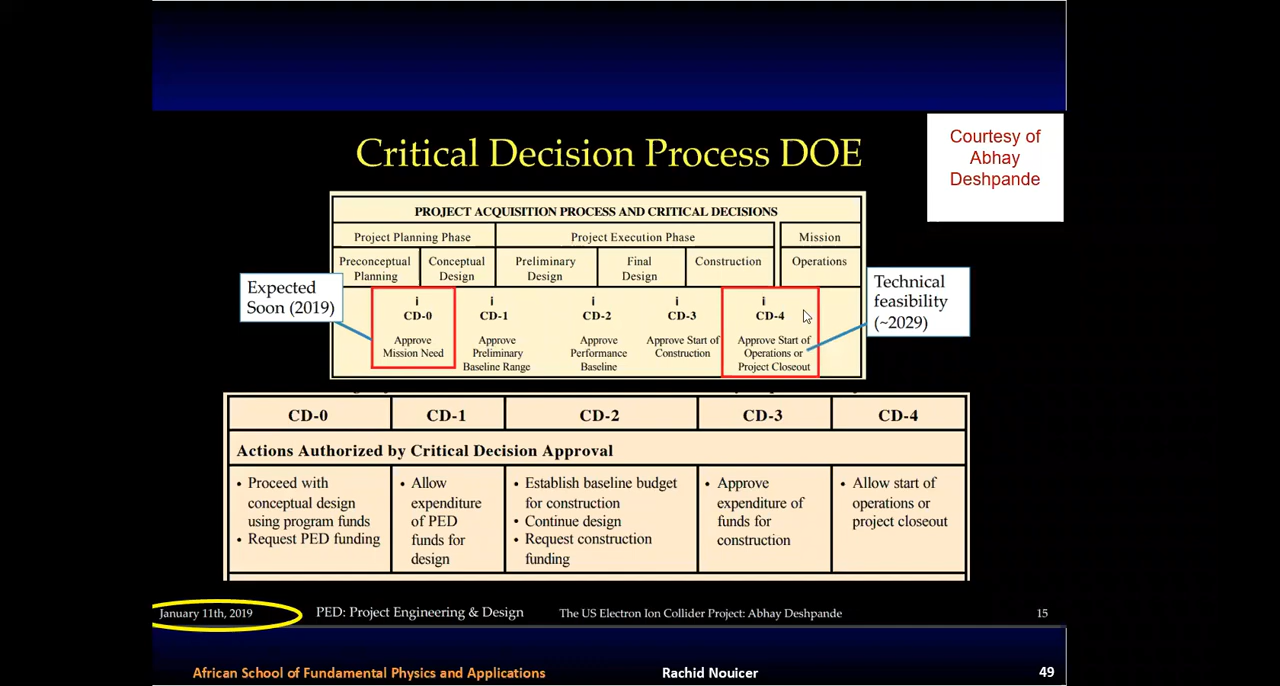 Courtesy of
Abhay
Deshpande
Critical Decision Process DOE
PROJECT ACQUISITION PROCESS AND CRITICAL DECISIONS
Project Planning Phase
Project Execution Phase
Mission
Preconceptual
Planning
Conceptual
Design
Preliminary
Design
Final
Design
Construction
Operations
Expected
Soon (2019)
Technical
feasibility
(~2029)
i
CD-0
Approve
Mission Need
i
CD-1
Approve
Preliminary
Baseline Range
i
CD-2
Approve
Performance
Baseline
i
CD-3
Approve Start of
Construction
i
CD-4
Approve Start of
Operations or
Project Closeout
CD-0
CD-1
CD-2
CD-3
CD-4
Actions Authorized by Critical Decision Approval
• Proceed with
conceptual design
using program funds
• Request PED funding
• Allow
expenditure
of PED
funds for
design
• Establish baseline budget
for construction
• Continue design
• Request construction
funding
• Approve
expenditure of
funds for
construction
• Allow start of
operations or
project closeout
January 11th, 2019
PED: Project Engineering & Design
The US Electron Ion Collider Project: Abhay Deshpande
15
African School of Fundamental Physics and Applications
Rachid Nouicer
49